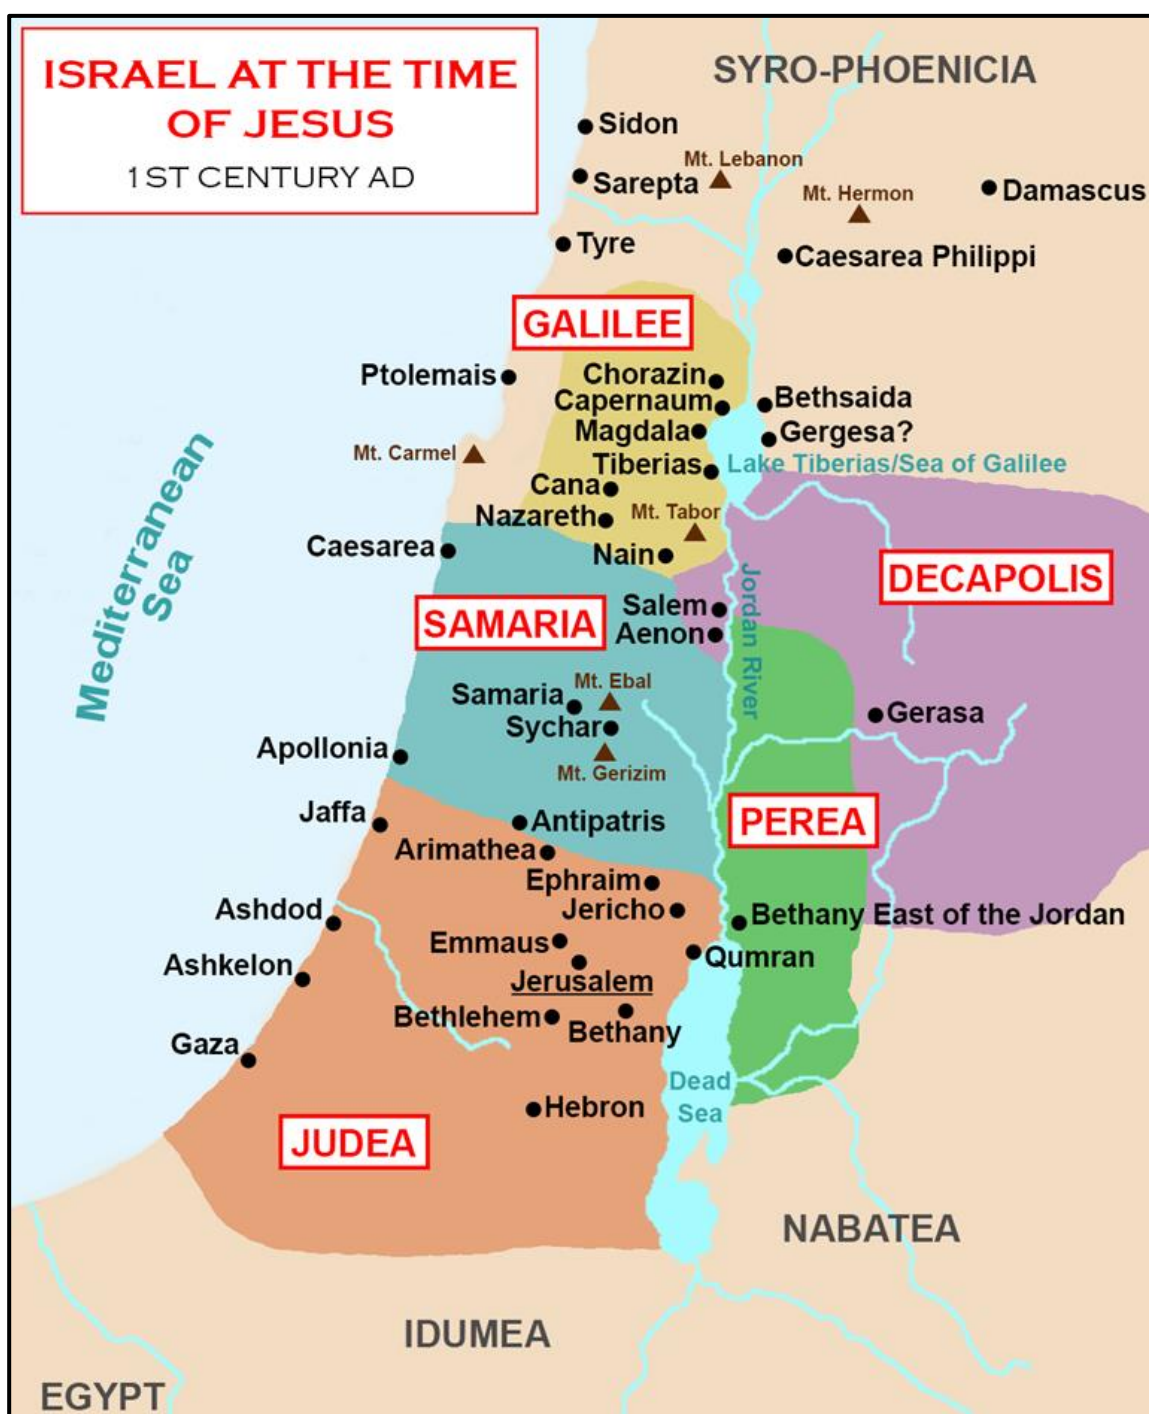 ISRAEL AT THE TIME
OF JESUS
1ST CENTURY AD
SYRO-PHOENICIA
Sidon
Mt. Lebanon
Sarepta
Mt. Hermon
Damascus
Tyre
Caesarea Philippi
GALILEE
Ptolemais
Chorazin
Capernaum
Bethsaida
Magdala
Gergesa?
Mt. Carmel
Tiberias
Lake Tiberias/Sea of Galilee
Cana
Nazareth
Mt. Tabor
Mediterranean
Sea
Caesarea
Nain
DECAPOLIS
Jordan River
SAMARIA
Salem
Aenon
Mt. Ebal
Samaria
Sychar
Gerasa
Apollonia
Mt. Gerizim
Jaffa
Antipatris
PEREA
Arimathea
Ephraim
Ashdod
Jericho
Bethany East of the Jordan
Emmaus
Qumran
Ashkelon
Jerusalem
Bethlehem
Bethany
Gaza
Dead
Sea
Hebron
JUDEA
NABATEA
IDUMEA
EGYPT